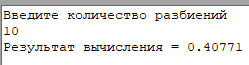 Введите количество разбиений
10
Результат вычисления = 0.40771